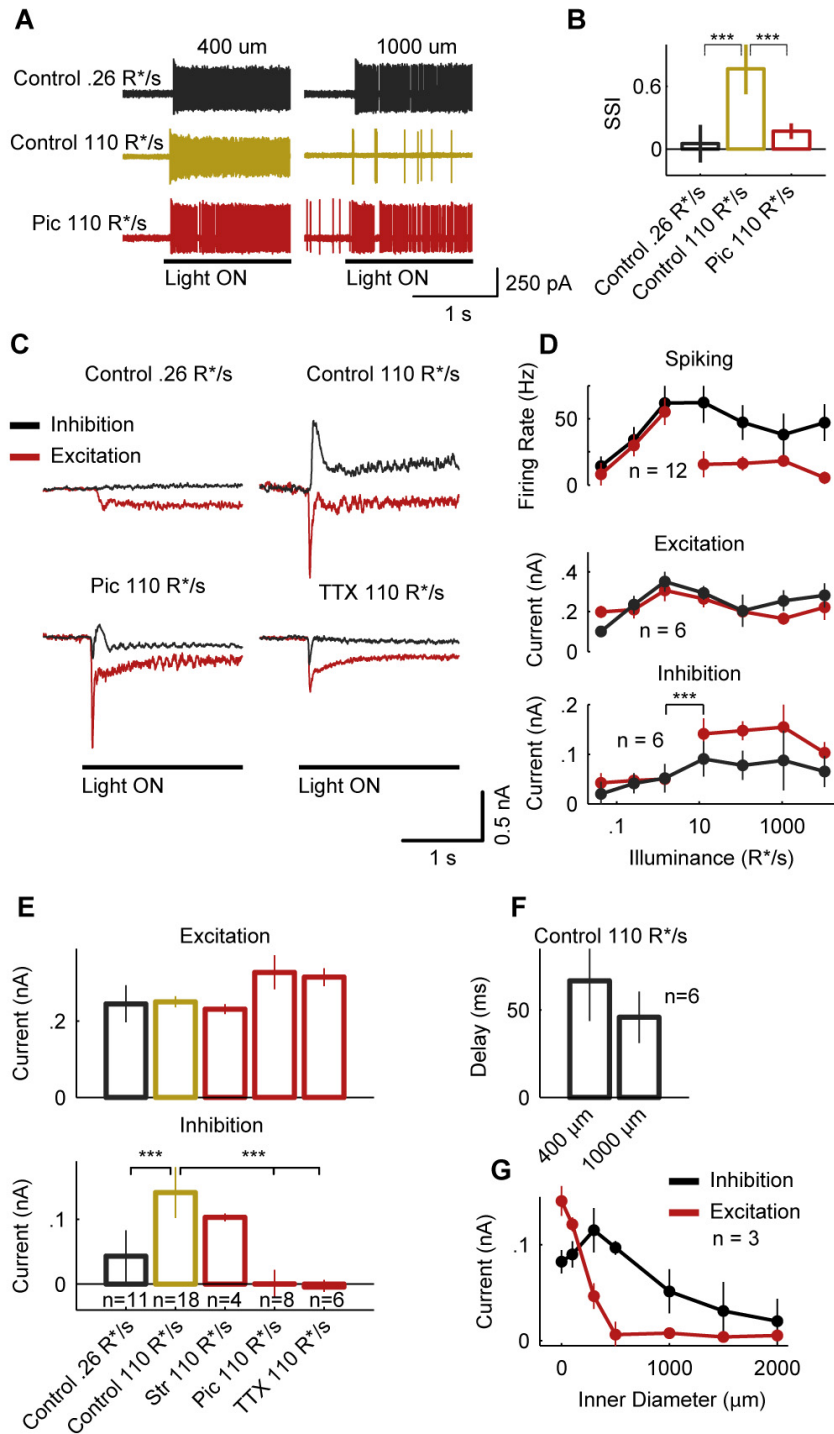 A
400 um
1000 um
Control .26 R*/s
Control 110 R*/s
Pic 110 R*/s
Light ON
Light ON
250 pA
1 s
B
***
***
0.6
0
SSI
Control .26 R*/s
Control 110 R*/s
Pic 110 R*/s
C
Control .26 R*/s
Control 110 R*/s
Inhibition
Excitation
Pic 110 R*/s
TTX 110 R*/s
Light ON
Light ON
0.5 nA
1 s
D
Spiking
Firing Rate (Hz)
50
0
n = 12
Excitation
Current (nA)
.4
.2
0
n = 6
Inhibition
Current (nA)
.2
.1
0
***
n = 6
.1
10
1000
Illuminance (R*/s)
E
Excitation
Current (nA)
.2
0
Inhibition
Current (nA)
.1
0
***
***
n=11
n=18
n=4
n=8
n=6
Control .26 R*/s
Control 110 R*/s
Str 110 R*/s
Pic 110 R*/s
TTX 110 R*/s
F
Control 110 R*/s
Delay (ms)
50
0
n=6
400 µm
1000 µm
G
Inhibition
Excitation
n = 3
Current (nA)
.1
0
0
1000
2000
Inner Diameter (µm)